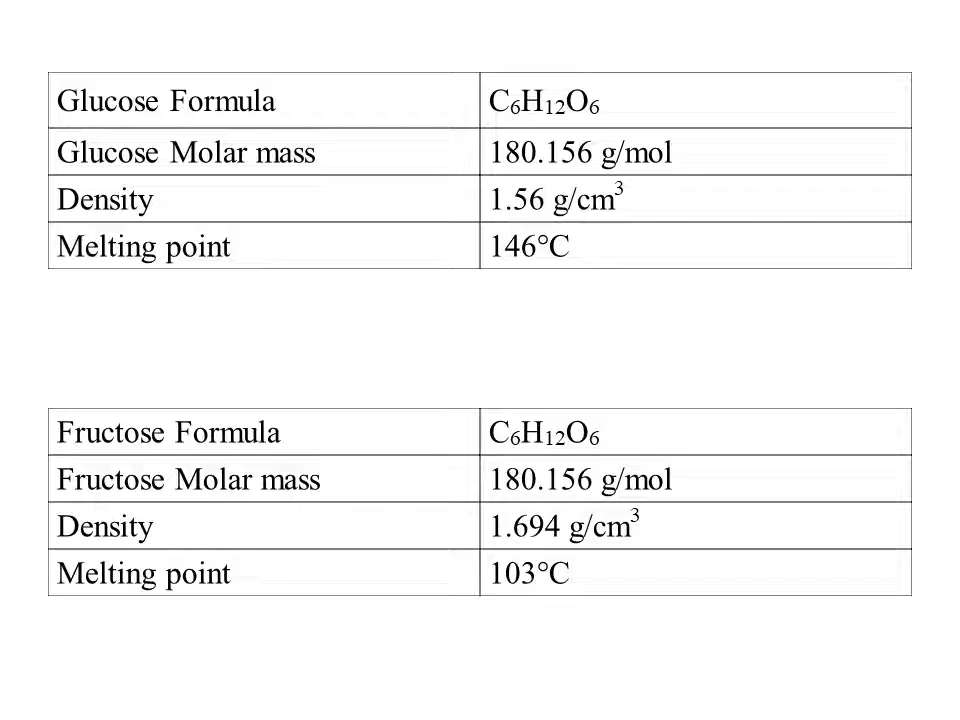 Glucose Formula C₆H₁₂O₆
Glucose Molar mass 180.156 g/mol
Density 1.56 g/cm³
Melting point 146°C
Fructose Formula C₆H₁₂O₆
Fructose Molar mass 180.156 g/mol
Density 1.694 g/cm³
Melting point 103°C